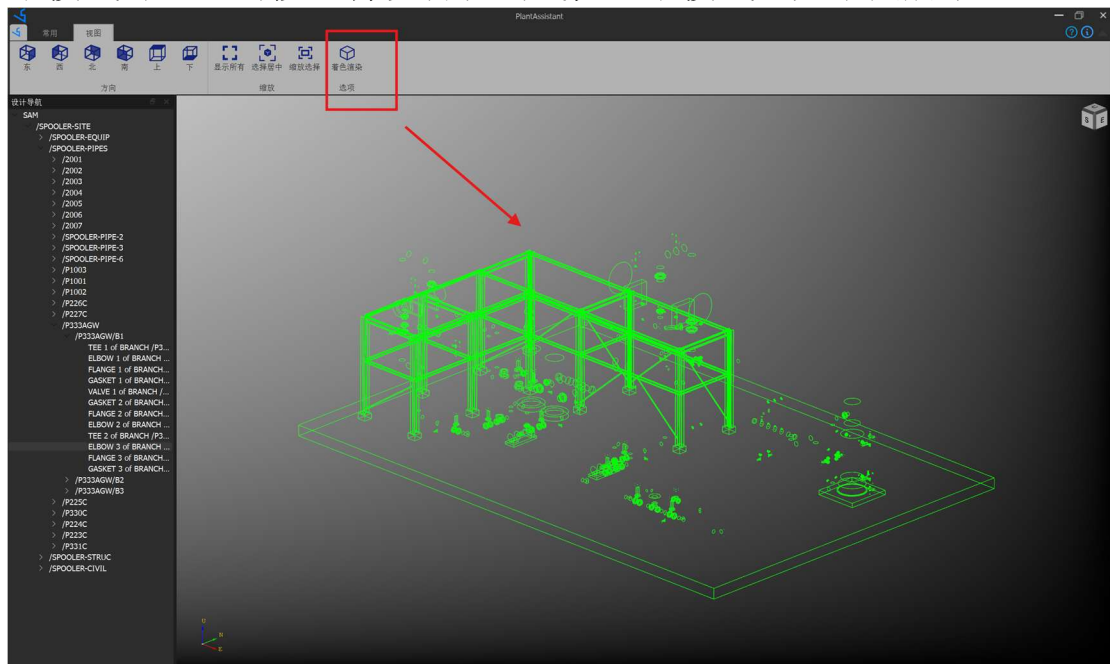 PlantAssistant
常用 视图
东 西 北 南 上 下 显示所有 选择居中 缩放选择 着色渲染
方向 缩放 选项
设计导航
SAM
/SPOOLER-SITE
/SPOOLER-EQUIP
/SPOOLER-PIPES
/2001
/2002
/2003
/2004
/2005
/2006
/2007
/SPOOLER-PIPE-2
/SPOOLER-PIPE-3
/SPOOLER-PIPE-6
/P1003
/P1001
/P1002
/P226C
/P227C
/P333AGW
/P333AGW/B1
TEE 1 of BRANCH /P3...
ELBOW 1 of BRANCH ...
FLANGE 1 of BRANCH...
GASKET 1 of BRANCH...
VALVE 1 of BRANCH /...
GASKET 2 of BRANCH...
FLANGE 2 of BRANCH...
ELBOW 2 of BRANCH ...
TEE 2 of BRANCH /P3...
ELBOW 3 of BRANCH ...
FLANGE 3 of BRANCH...
GASKET 3 of BRANCH...
/P333AGW/B2
/P333AGW/B3
/P225C
/P330C
/P224C
/P223C
/P331C
/SPOOLER-STRUC
/SPOOLER-CIVIL
S E
U
N
E